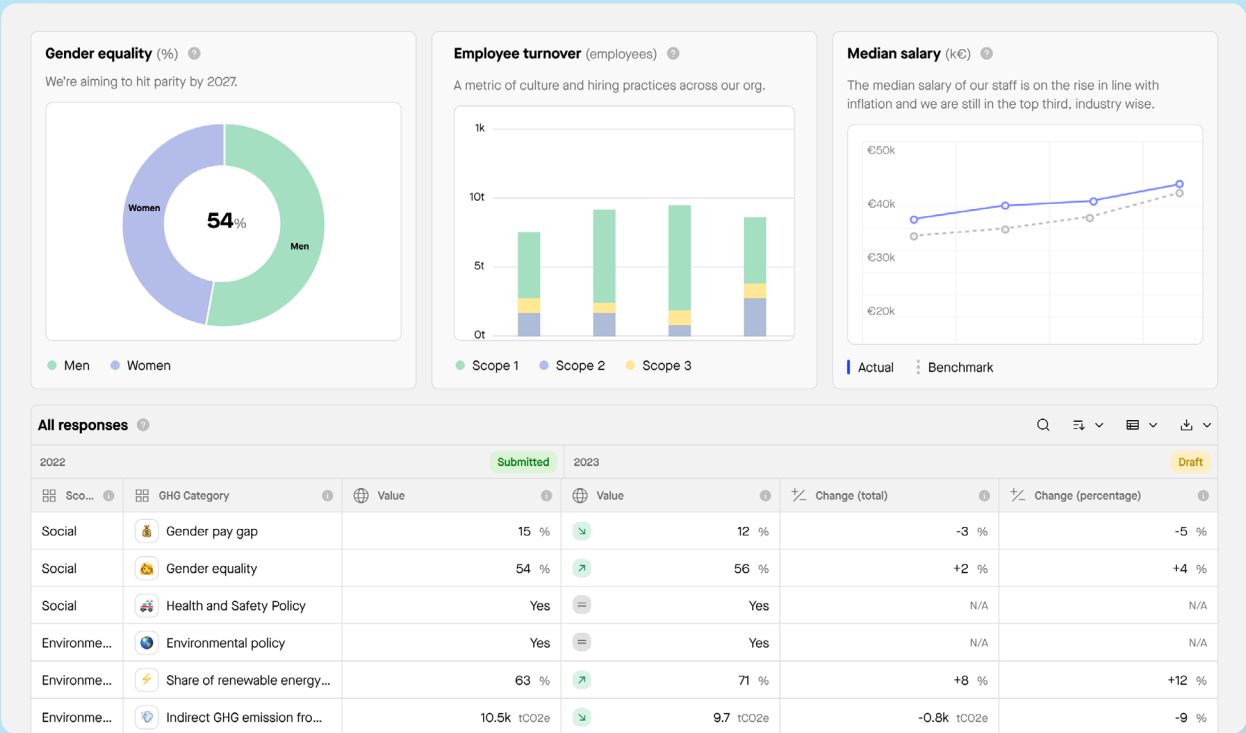 Gender equality (%)
We're aiming to hit parity by 2027.
Women
54%
Men
Men
Women
Employee turnover (employees)
A metric of culture and hiring practices across our org.
1k
10t
5t
0t
Scope 1
Scope 2
Scope 3
Median salary (k€)
The median salary of our staff is on the rise in line with
inflation and we are still in the top third, industry wise.
€50k
€40k
€30k
€20k
Actual
Benchmark
All responses
2022 Submitted 2023 Draft
Sco... GHG Category Value Value Change (total) Change (percentage)
Social Gender pay gap 15 % 12 % -3 % -5 %
Social Gender equality 54 % 56 % +2 % +4 %
Social Health and Safety Policy Yes Yes N/A N/A
Environme... Environmental policy Yes Yes N/A N/A
Environme... Share of renewable energy... 63 % 71 % +8 % +12 %
Environme... Indirect GHG emission fro... 10.5k tCO2e 9.7 tCO2e -0.8k tCO2e -9 %